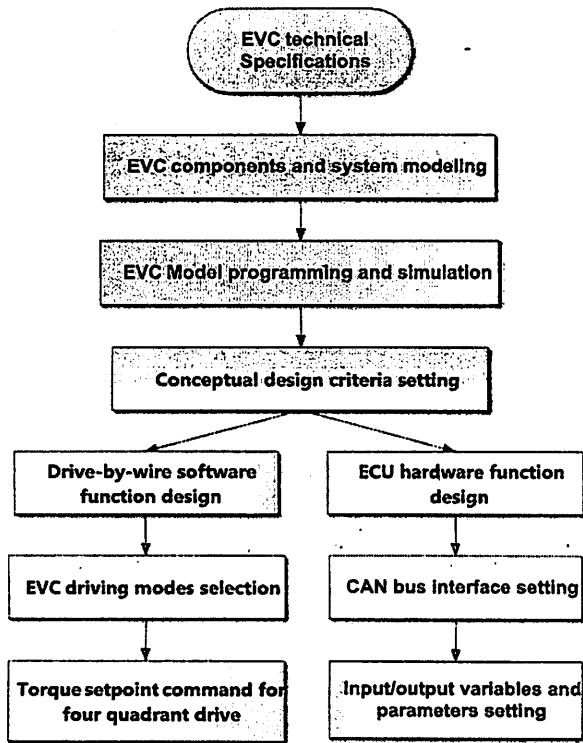 EVC technical
Specifications
EVC components and system modeling
EVC Model programming and simulation
Conceptual design criteria setting
Drive-by-wire software
function design
EVC driving modes selection
Torque setpoint command for
four quadrant drive
ECU hardware function
design
CAN bus interface setting
Input/output variables and
parameters setting